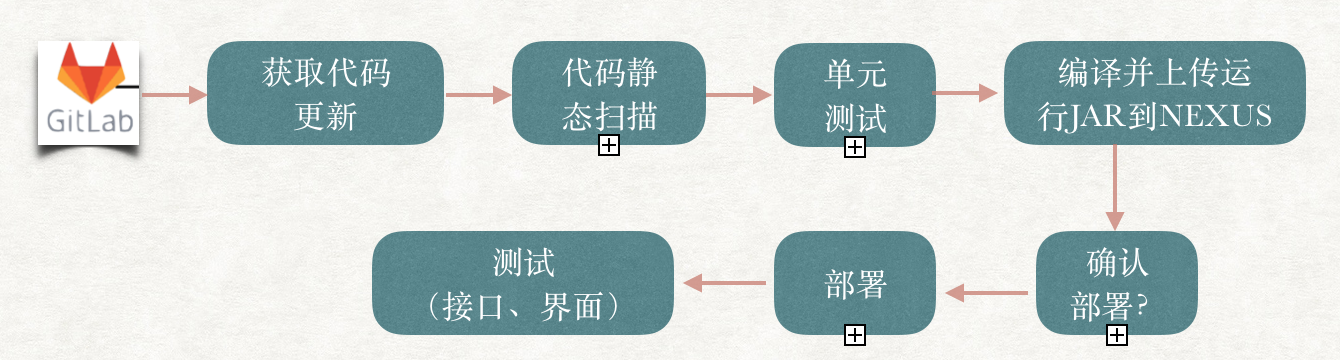 GitLab
获取代码
更新
代码静
态扫描
单元
测试
编译并上传运
行JAR到NEXUS
确认
部署?
部署
测试
（接口、界面）